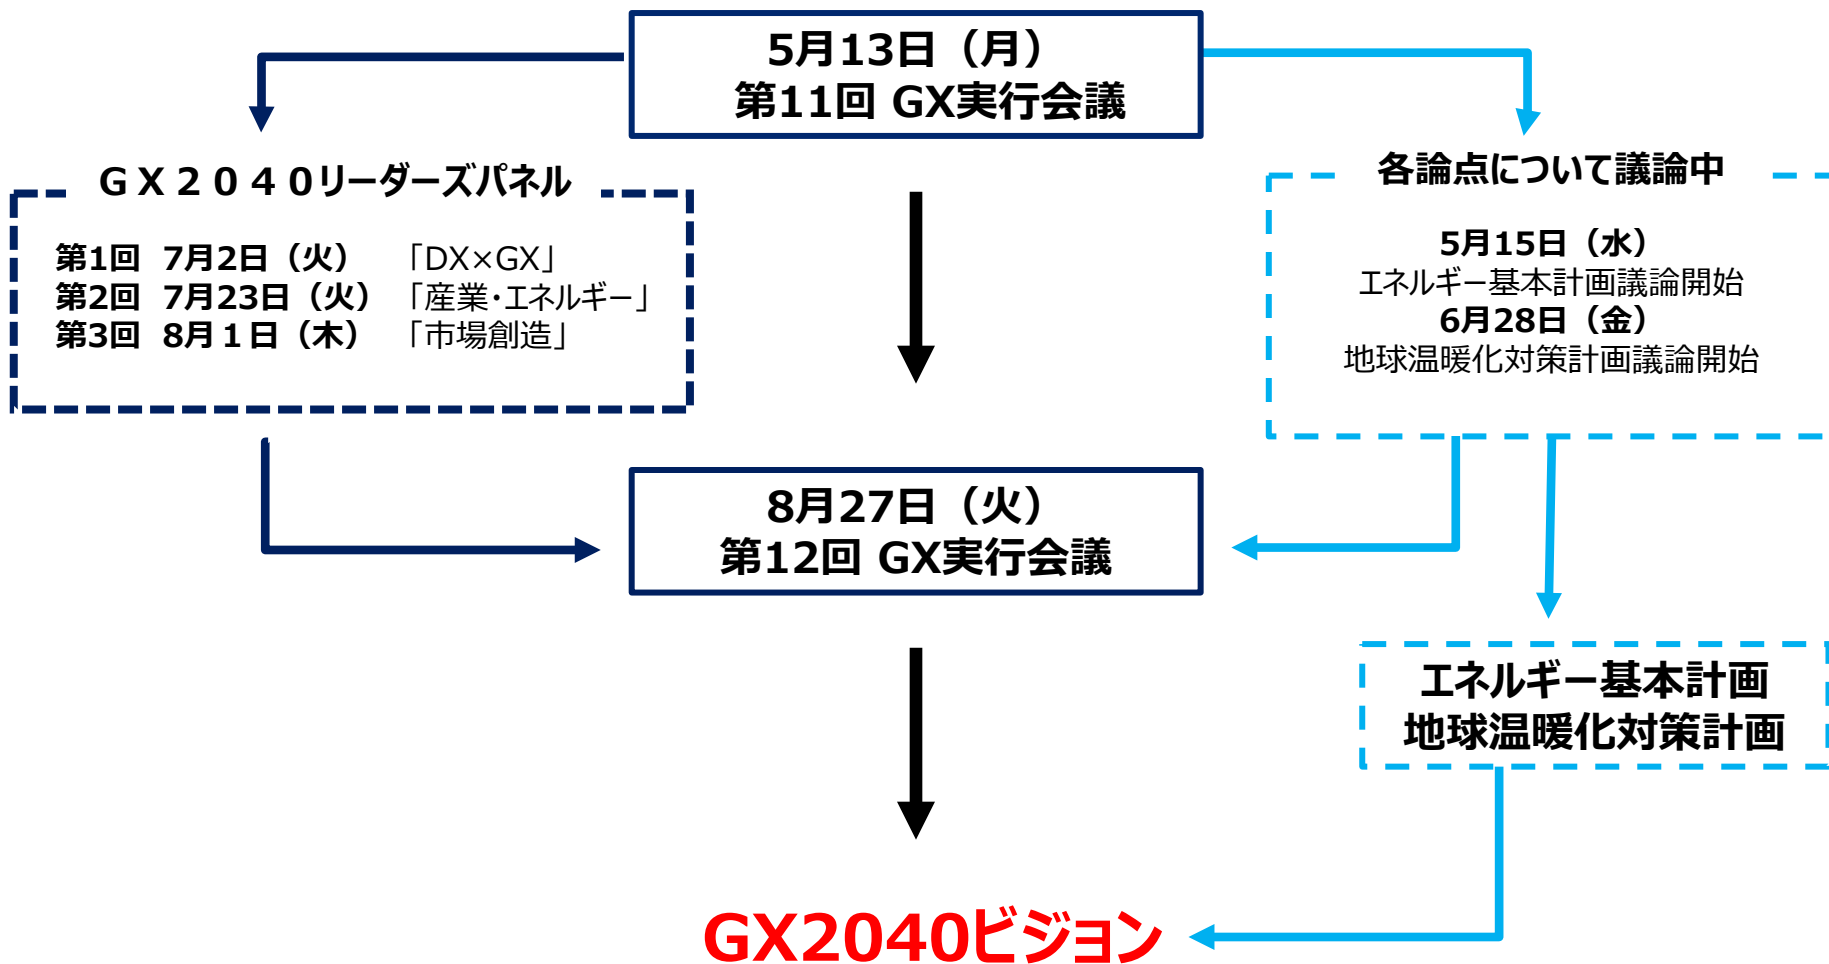 5月13日（月）
第11回 GX実行会議
ＧＸ２０４０リーダーズパネル
第1回 7月2日（火） 「DX×GX」
第2回 7月23日（火） 「産業・エネルギー」
第3回 8月１日（木） 「市場創造」
各論点について議論中
5月15日（水）
エネルギー基本計画議論開始
6月28日（金）
地球温暖化対策計画議論開始
8月27日（火）
第12回 GX実行会議
エネルギー基本計画
地球温暖化対策計画
GX2040ビジョン